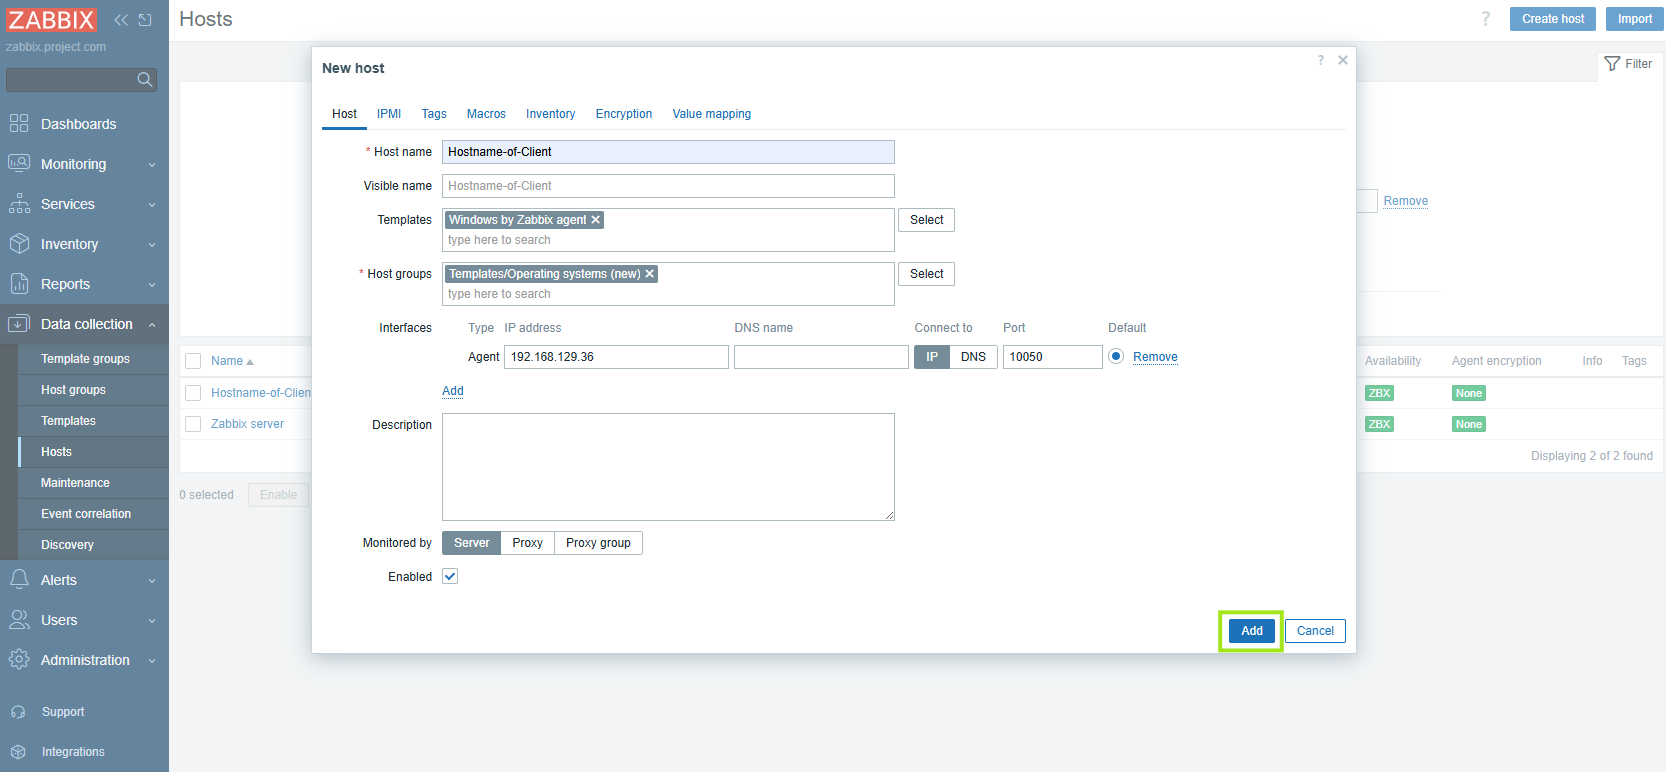 ZABBIX
zabbix.project.com
Dashboards
Monitoring
Services
Inventory
Reports
Data collection
Template groups
Host groups
Templates
Hosts
Maintenance
Event correlation
Discovery
Alerts
Users
Administration
Support
Integrations
Hosts
? Create host Import
Filter
New host
?
Host IPMI Tags Macros Inventory Encryption Value mapping
* Host name Hostname-of-Client
Visible name Hostname-of-Client
Templates Windows by Zabbix agent Select
type here to search
* Host groups Templates/Operating systems (new) Select
type here to search
Interfaces Type IP address DNS name Connect to Port Default
Agent 192.168.129.36 IP DNS 10050 Remove
Add
Description
Monitored by Server Proxy Proxy group
Enabled
Add Cancel
Remove
Name Availability Agent encryption Info Tags
Hostname-of-Clien ZBX None
Zabbix server ZBX None
Displaying 2 of 2 found
0 selected Enable